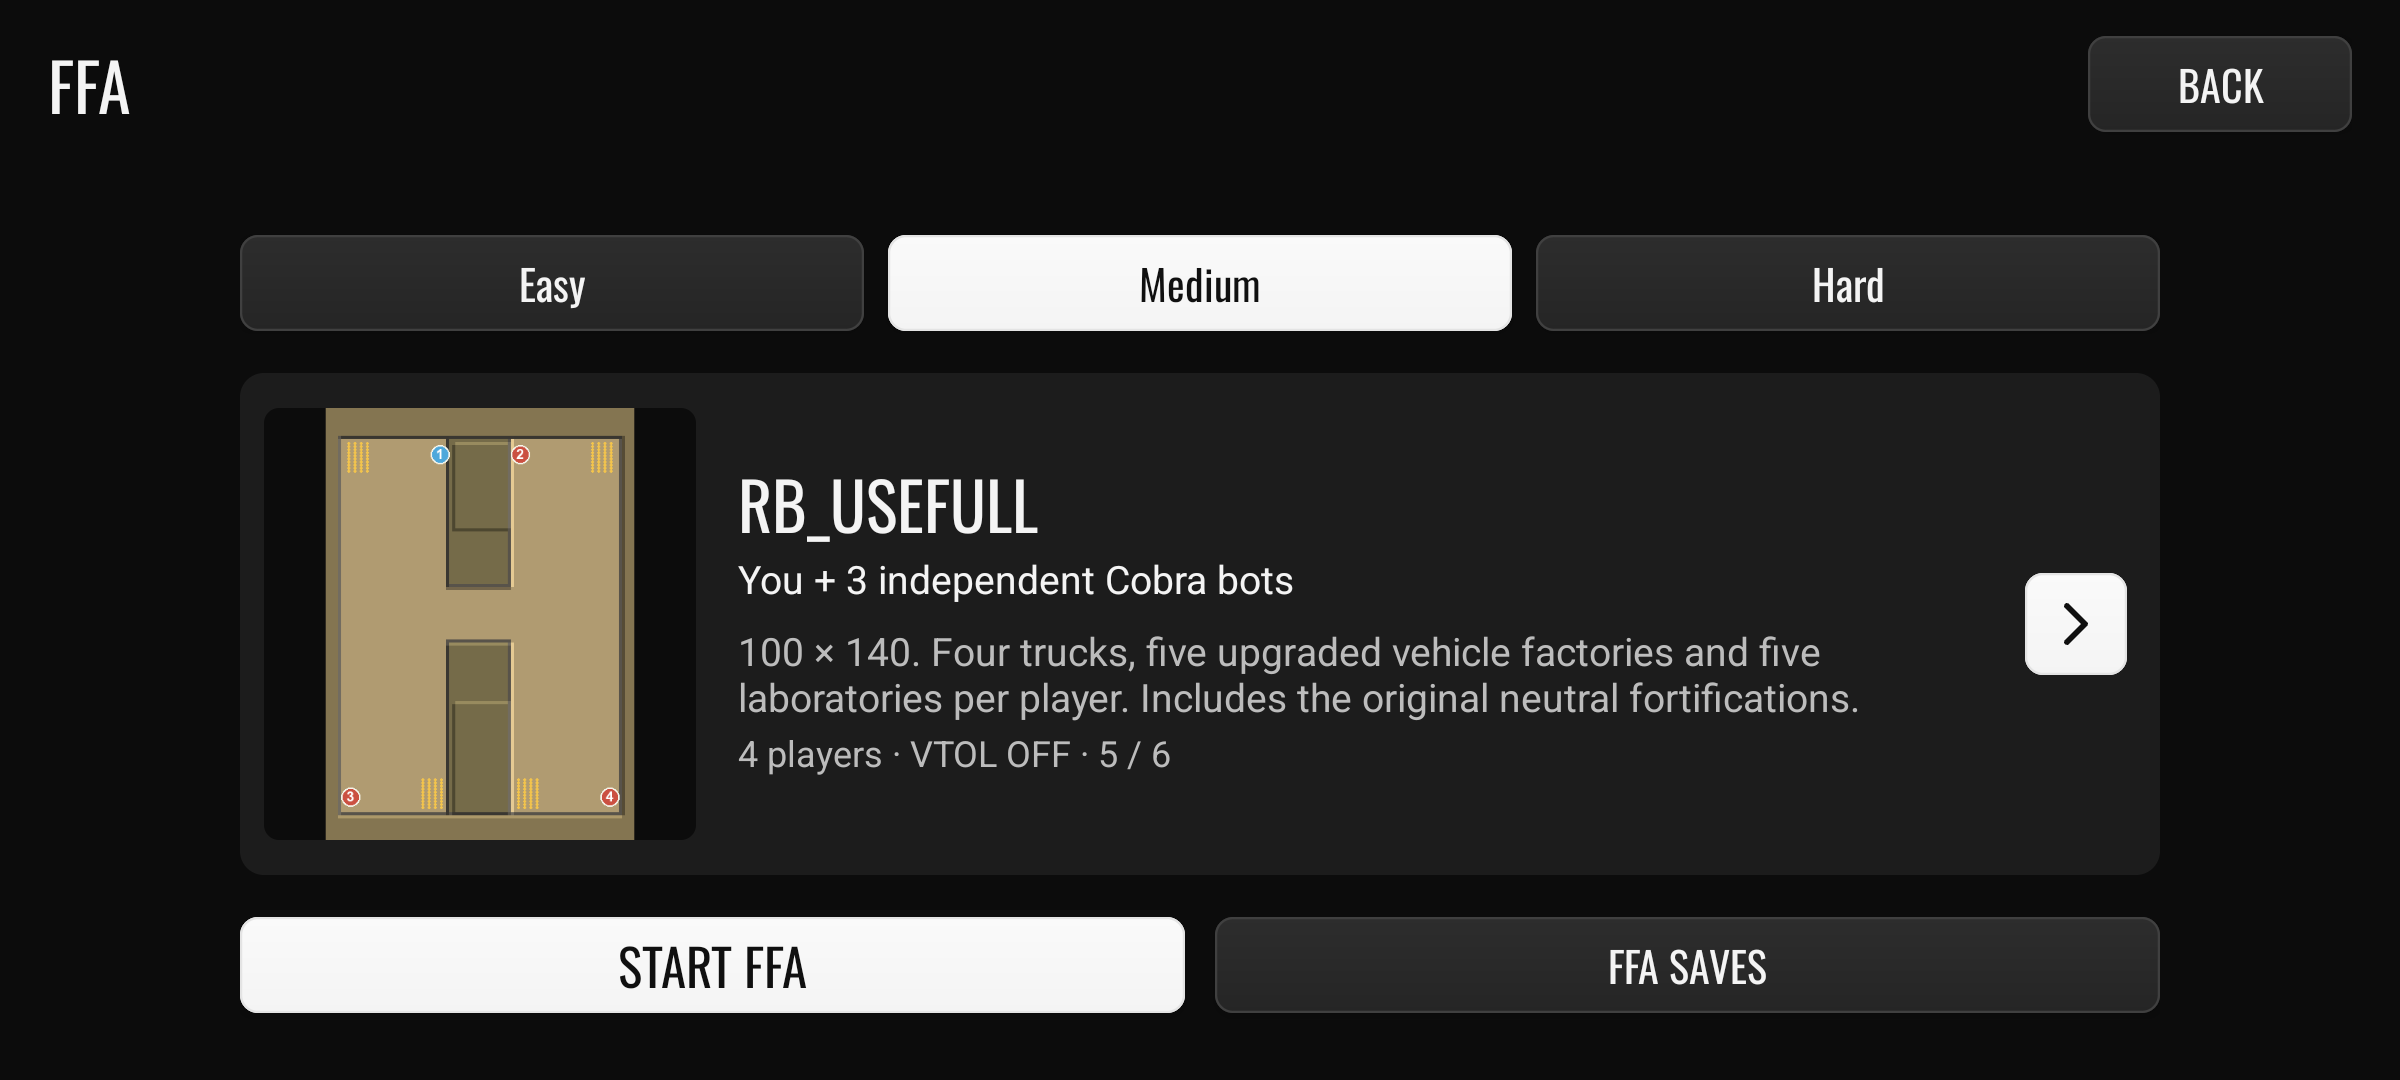 FFA
BACK
Easy
Medium
Hard
1
2
3
4
RB_USEFULL
You + 3 independent Cobra bots
100 × 140. Four trucks, five upgraded vehicle factories and five
laboratories per player. Includes the original neutral fortifications.
4 players · VTOL OFF · 5 / 6
START FFA
FFA SAVES